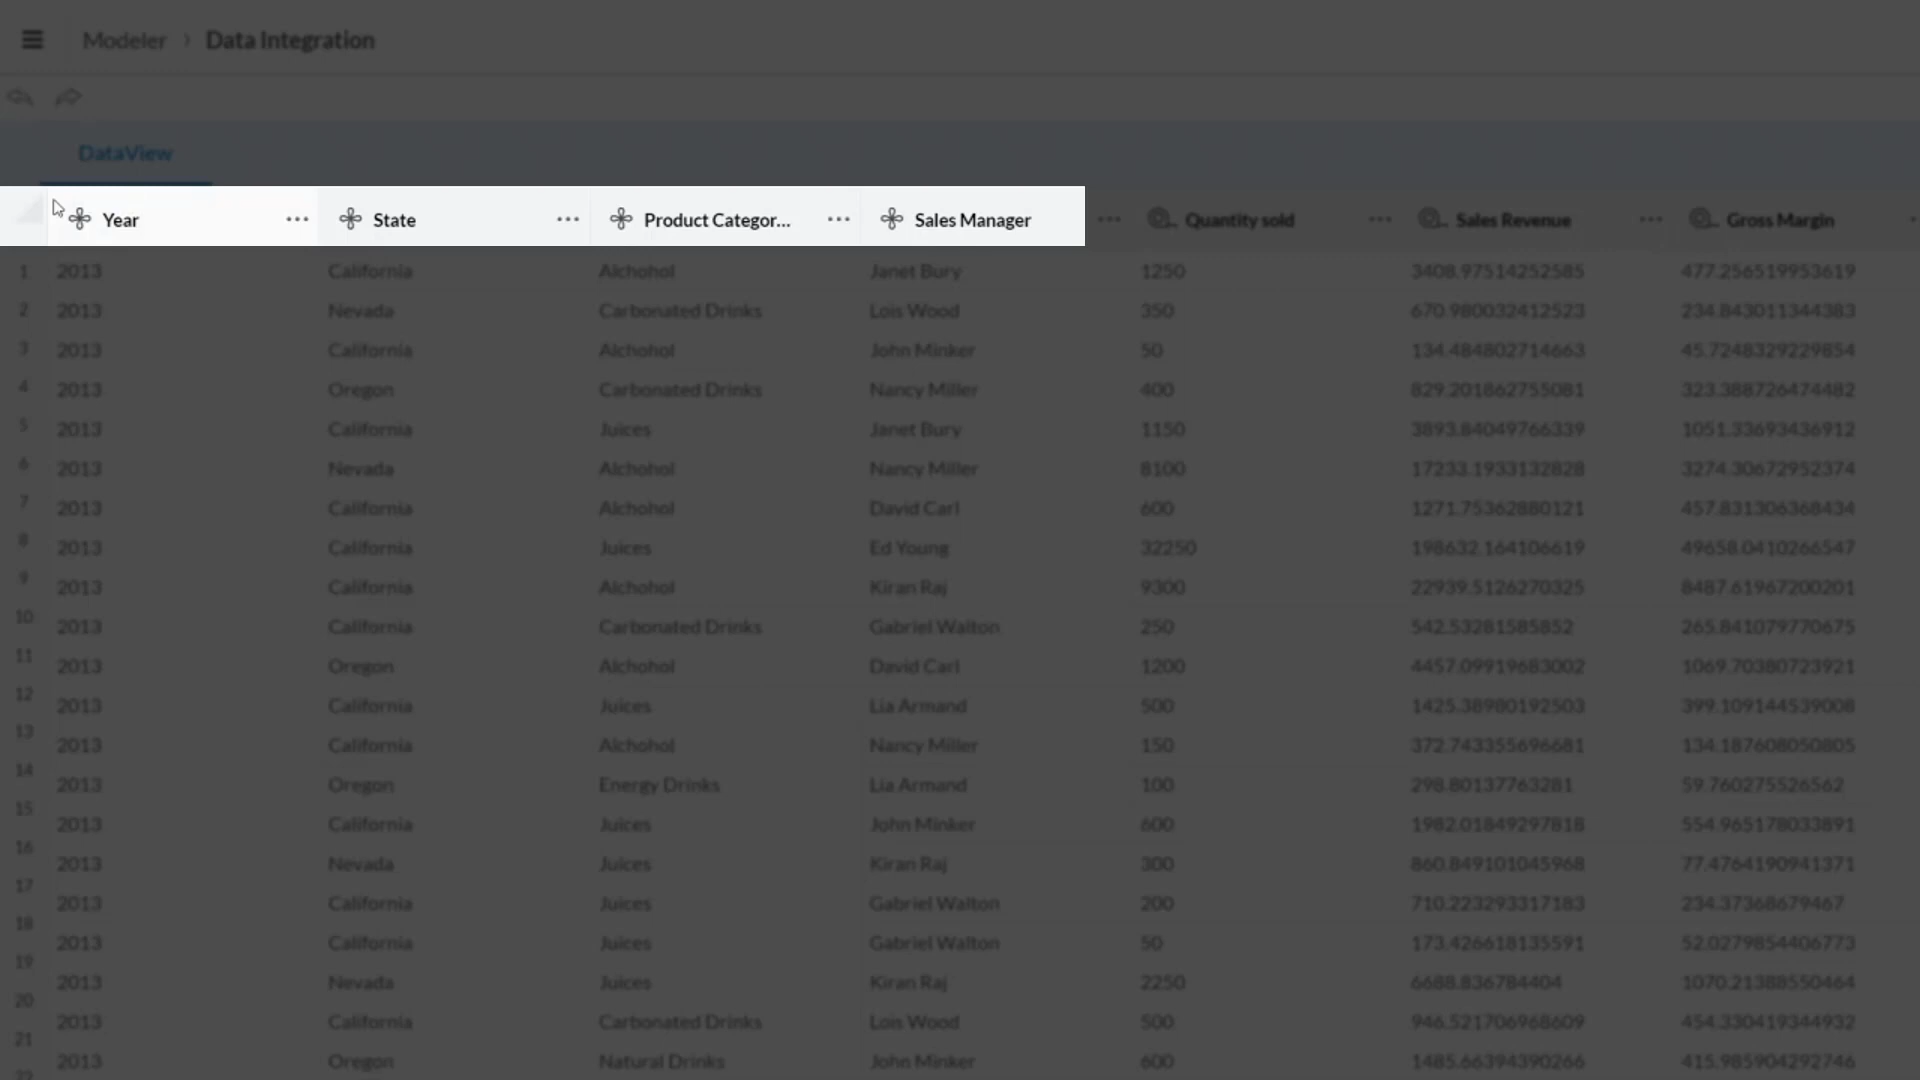 Modeler › Data Integration
DataView
Year ... State ... Product Categor... ... Sales Manager ... Quantity sold ... Sales Revenue ... Gross Margin
1 2013 California Alchohol Janet Bury 1250 3408.97514252585 477.256519953619
2 2013 Nevada Carbonated Drinks Lois Wood 350 670.980032412523 234.843011344383
3 2013 California Alchohol John Minker 50 134.484802714663 45.7248329229854
4 2013 Oregon Carbonated Drinks Nancy Miller 400 829.201862755081 323.388726474482
5 2013 California Juices Janet Bury 1150 3893.84049766339 1051.33693436912
6 2013 Nevada Alchohol Nancy Miller 8100 17233.1933132828 3274.30672952374
7 2013 California Alchohol David Carl 600 1271.75362880121 457.831306368434
8 2013 California Juices Ed Young 32250 198632.164106619 49658.0410266547
9 2013 California Alchohol Kiran Raj 9300 22939.5126270325 8487.61967200201
10 2013 California Carbonated Drinks Gabriel Walton 250 542.53281585852 265.841079770675
11 2013 Oregon Alchohol David Carl 1200 4457.09919683002 1069.70380723921
12 2013 California Juices Lia Armand 500 1425.38980192503 399.109144539008
13 2013 California Alchohol Nancy Miller 150 372.743355696681 134.187608050805
14 2013 Oregon Energy Drinks Lia Armand 100 298.80137763281 59.760275526562
15 2013 California Juices John Minker 600 1982.01849297818 554.965178033891
16 2013 Nevada Juices Kiran Raj 300 860.849101045968 77.4764190941371
17 2013 California Juices Gabriel Walton 200 710.223293317183 234.37368679467
18 2013 California Juices Gabriel Walton 50 173.426618135591 52.0279854406773
19 2013 Nevada Juices Kiran Raj 2250 6688.836784404 1070.21388550464
20 2013 California Carbonated Drinks Lois Wood 500 946.521706968609 454.330419344932
21 2013 Oregon Natural Drinks John Minker 600 1485.66394390266 415.985904292746